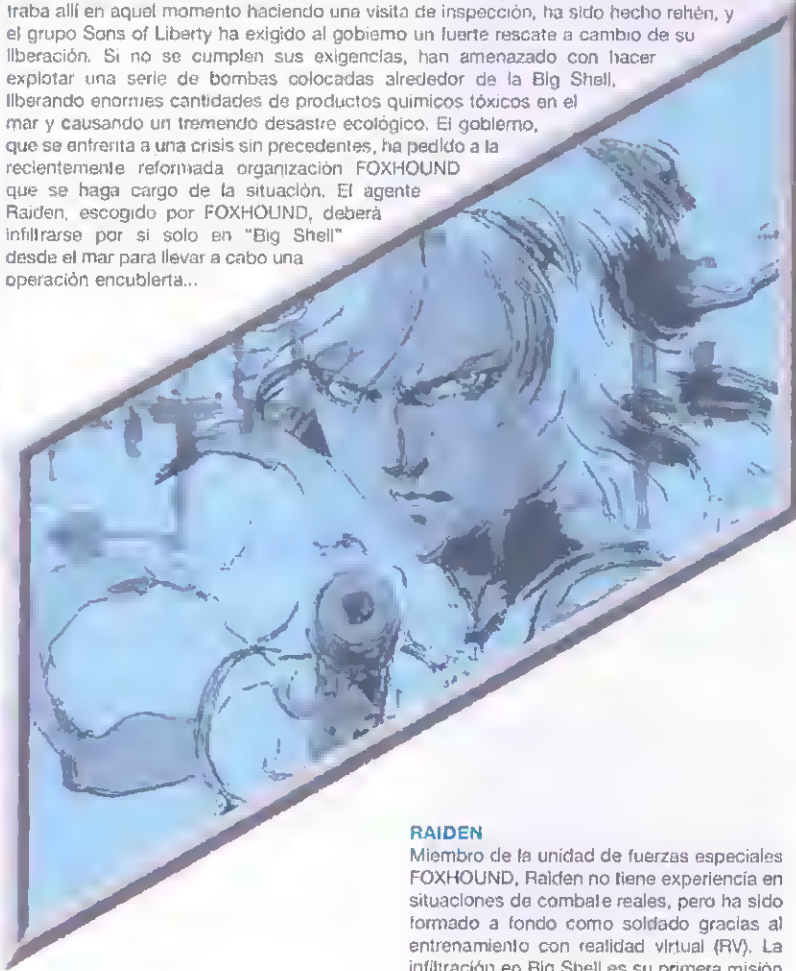 traba allí en aquel momento haciendo una visita de inspección, ha sido hecho rehén, y
el grupo Sons of Liberty ha exigido al gobierno un fuerte rescate a cambio de su
liberación. Si no se cumplen sus exigencias, han amenazado con hacer
explotar una serie de bombas colocadas alrededor de la Big Shell,
liberando enormes cantidades de productos químicos tóxicos en el
mar y causando un tremendo desastre ecológico. El gobierno,
que se enfrenta a una crisis sin precedentes, ha pedido a la
recientemente reformada organización FOXHOUND
que se haga cargo de la situación. El agente
Raiden, escogido por FOXHOUND, deberá
infiltrarse por si solo en "Big Shell"
desde el mar para llevar a cabo una
operación encubierta...
RAIDEN
Miembro de la unidad de fuerzas especiales
FOXHOUND, Raiden no tiene experiencia en
situaciones de combate reales, pero ha sido
formado a fondo como soldado gracias al
entrenamiento con realidad virtual (RV). La
infiltración en Big Shell es su primera misión